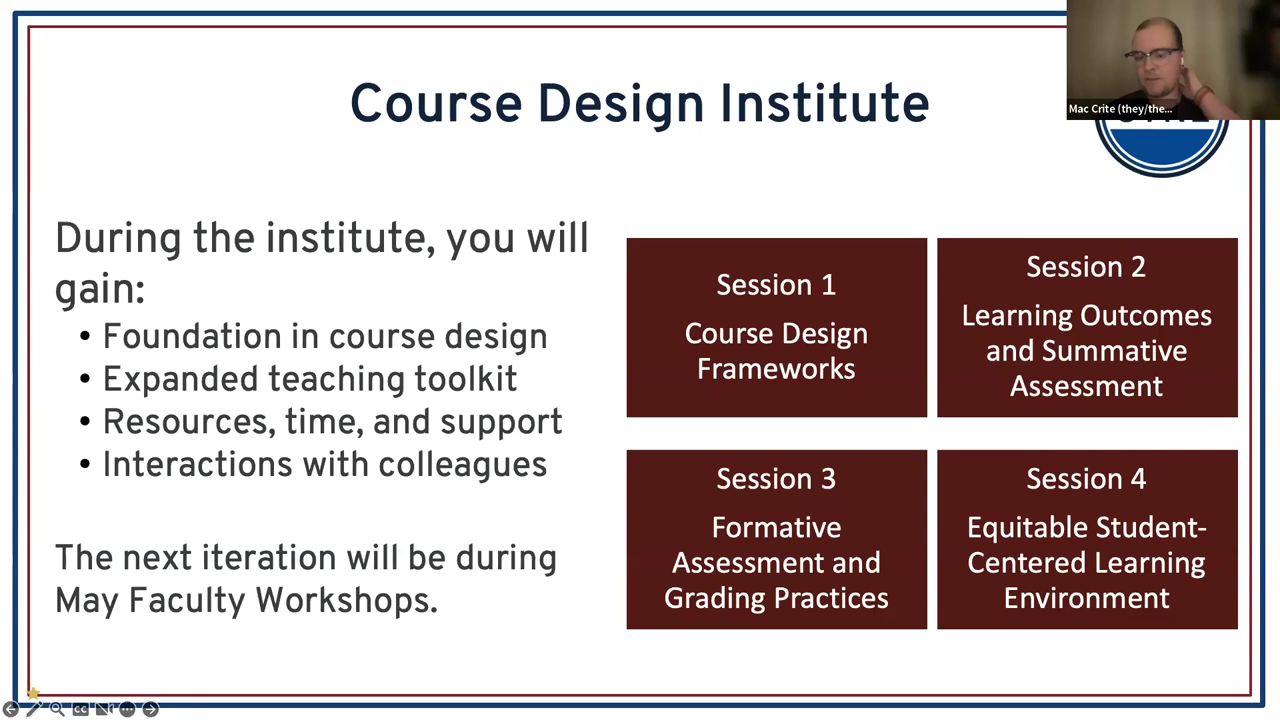 Course Design Institute
Mac Crite (they/the...
During the institute, you will
gain:
• Foundation in course design
• Expanded teaching toolkit
• Resources, time, and support
• Interactions with colleagues
The next iteration will be during
May Faculty Workshops.
Session 1
Course Design
Frameworks
Session 2
Learning Outcomes
and Summative
Assessment
Session 3
Formative
Assessment and
Grading Practices
Session 4
Equitable Student-
Centered Learning
Environment
CC